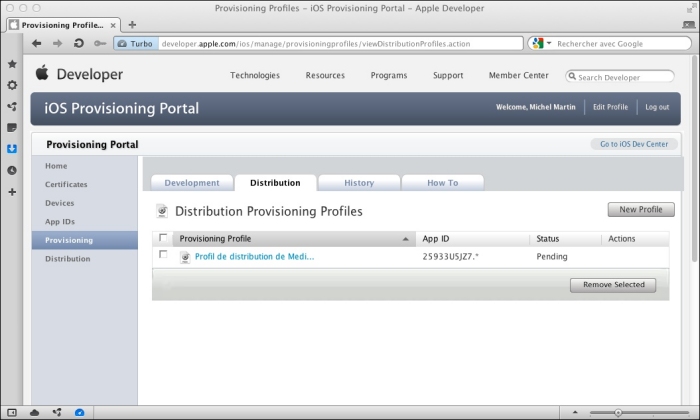 Provisioning Profiles – iOS Provisioning Portal – Apple Developer
Provisioning Profile...
Turbo developer.apple.com/ios/manage/provisioningprofiles/viewDistributionProfiles.action Rechercher avec Google
Developer Technologies Resources Programs Support Member Center Search Developer
iOS Provisioning Portal Welcome, Michel Martin Edit Profile Log out
Provisioning Portal Go to iOS Dev Center
Home
Certificates
Devices
App IDs
Provisioning
Distribution
Development Distribution History How To
Distribution Provisioning Profiles New Profile
Provisioning Profile App ID Status Actions
Profil de distribution de Medi... 25933USJZ7.* Pending
Remove Selected